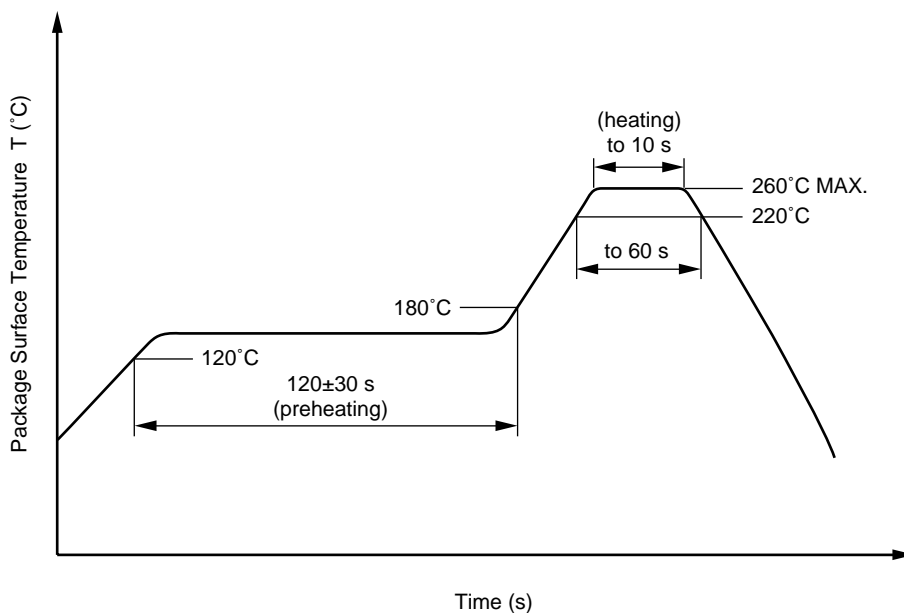 Package Surface Temperature T (˚C)
(heating)
to 10 s
260˚C MAX.
220˚C
to 60 s
180˚C
120˚C
120±30 s
(preheating)
Time (s)